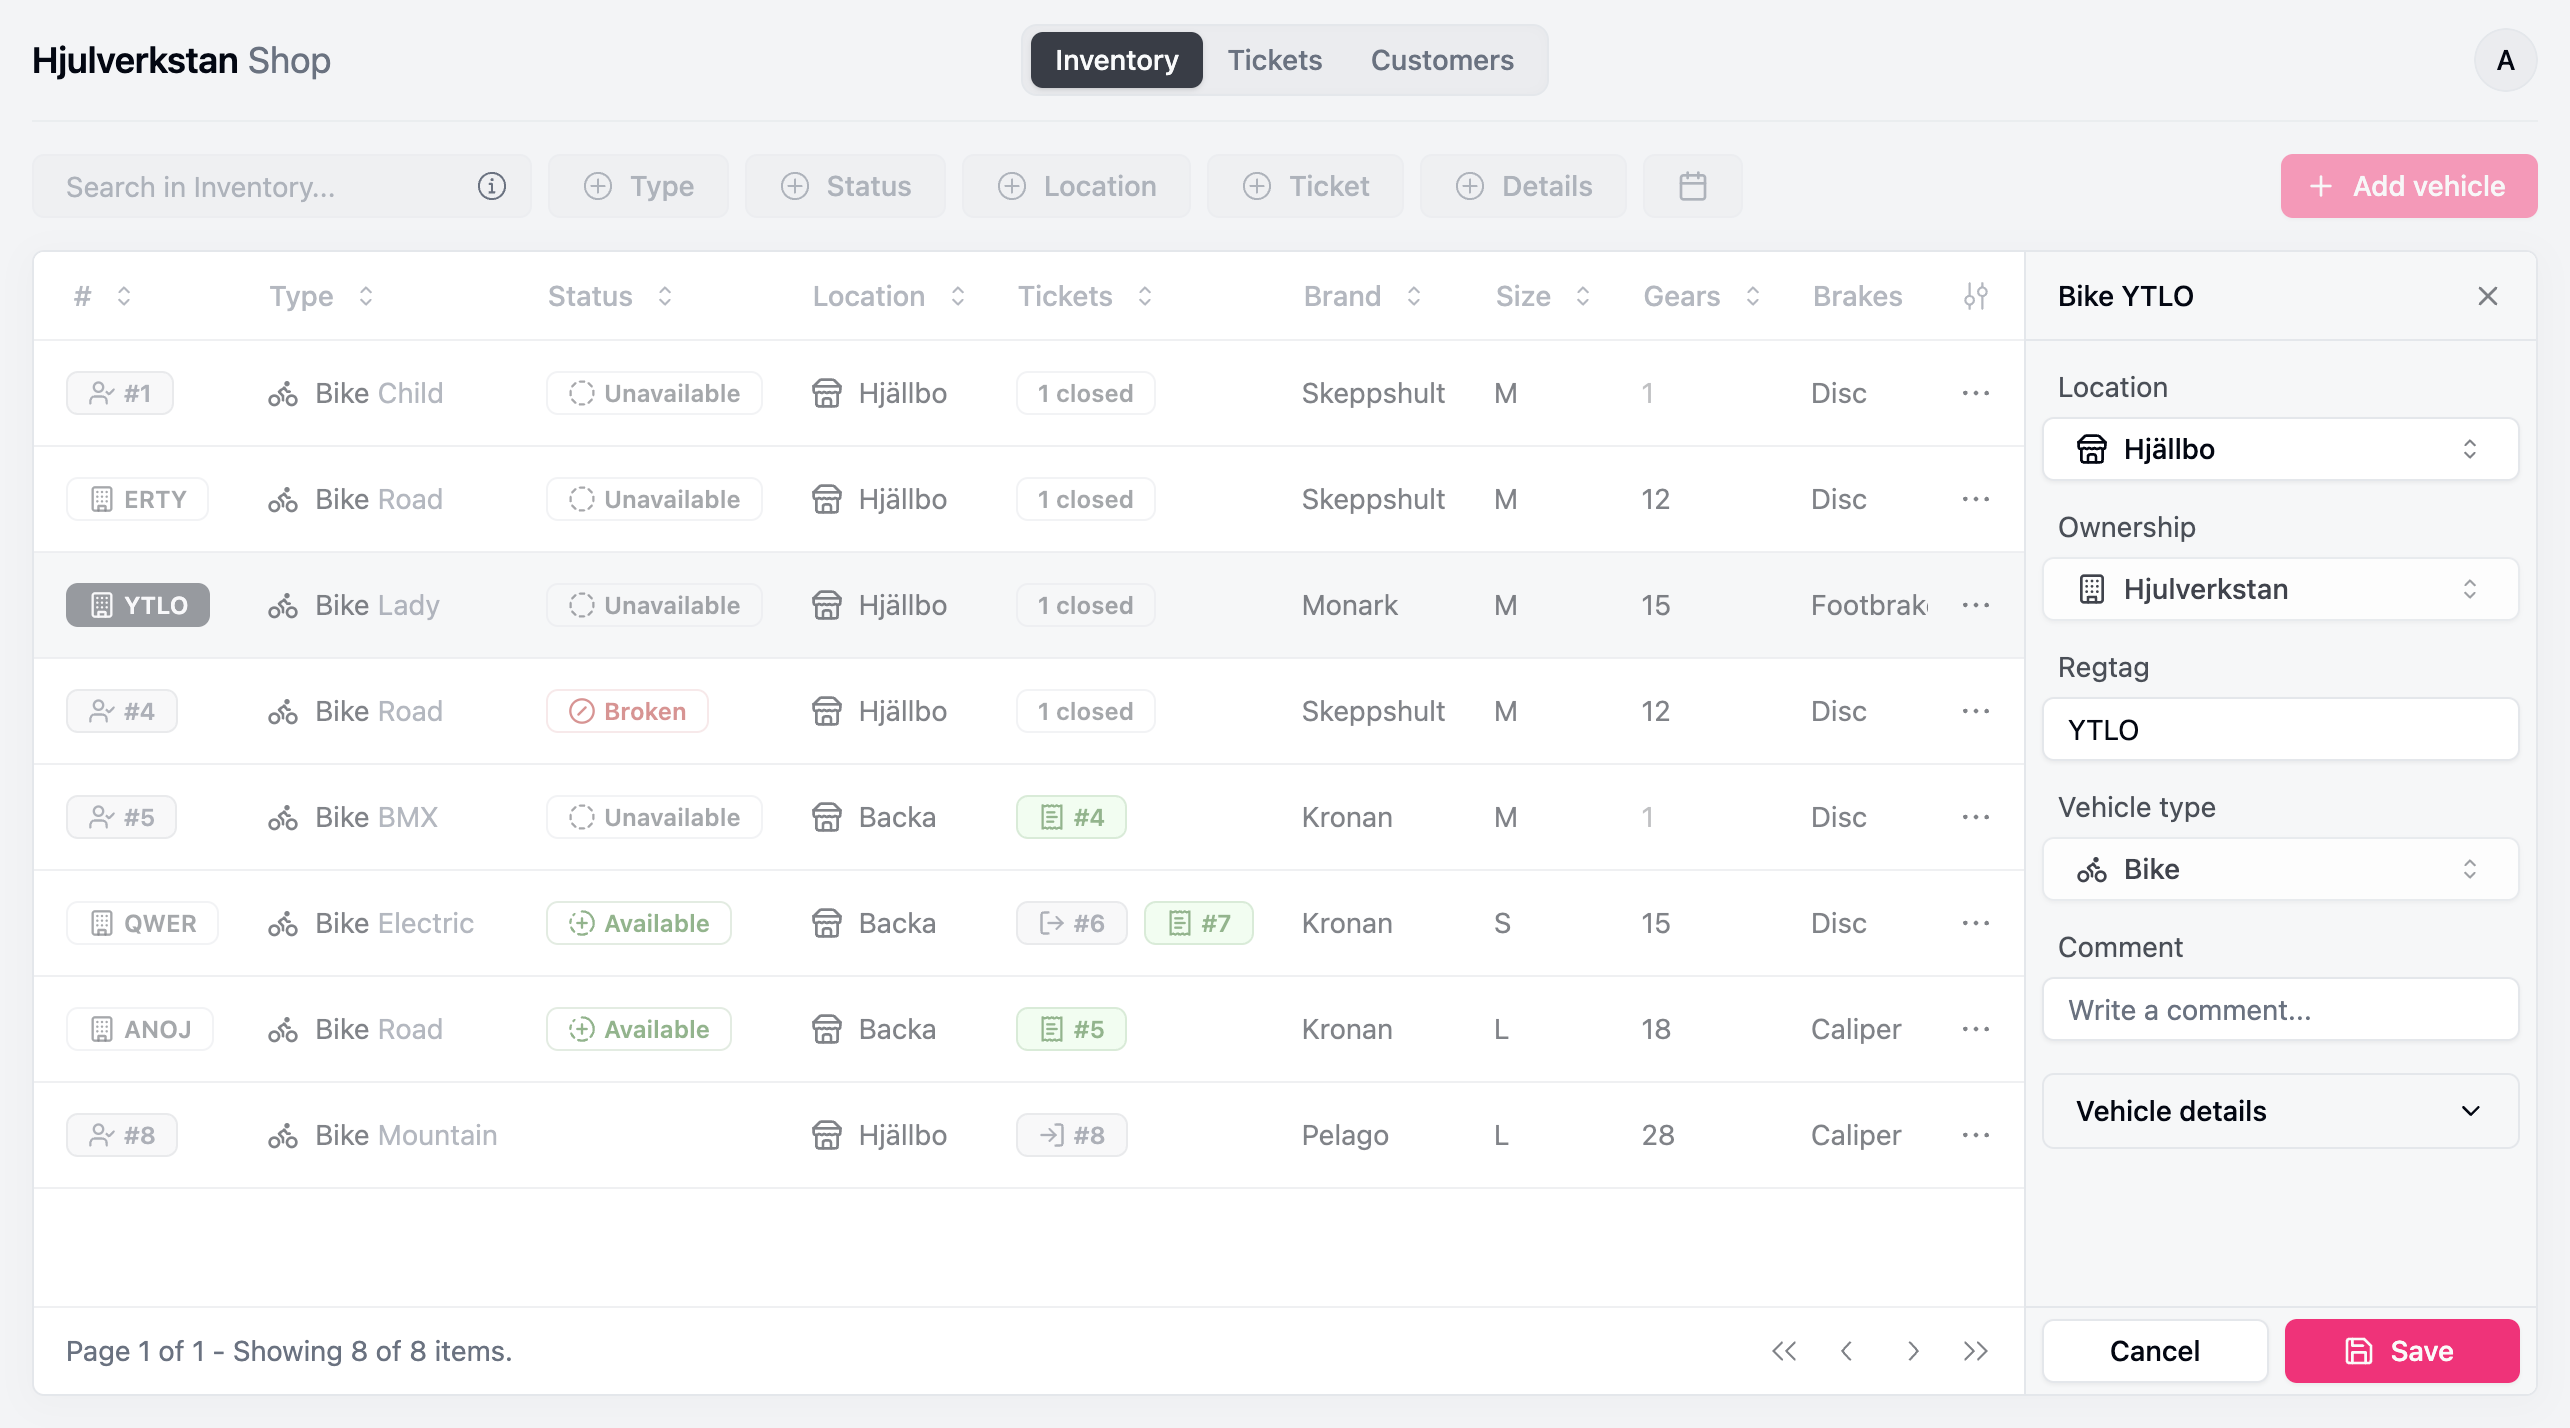 Hjulverkstan Shop
Inventory
Tickets
Customers
A
Search in Inventory...
Type
Status
Location
Ticket
Details
Add vehicle
# Type Status Location Tickets Brand Size Gears Brakes
#1 Bike Child Unavailable Hjällbo 1 closed Skeppshult M 1 Disc
ERTY Bike Road Unavailable Hjällbo 1 closed Skeppshult M 12 Disc
YTLO Bike Lady Unavailable Hjällbo 1 closed Monark M 15 Footbrak
#4 Bike Road Broken Hjällbo 1 closed Skeppshult M 12 Disc
#5 Bike BMX Unavailable Backa #4 Kronan M 1 Disc
QWER Bike Electric Available Backa #6 #7 Kronan S 15 Disc
ANOJ Bike Road Available Backa #5 Kronan L 18 Caliper
#8 Bike Mountain Hjällbo #8 Pelago L 28 Caliper
Page 1 of 1 - Showing 8 of 8 items.
Bike YTLO
Location
Hjällbo
Ownership
Hjulverkstan
Regtag
YTLO
Vehicle type
Bike
Comment
Write a comment...
Vehicle details
Cancel
Save